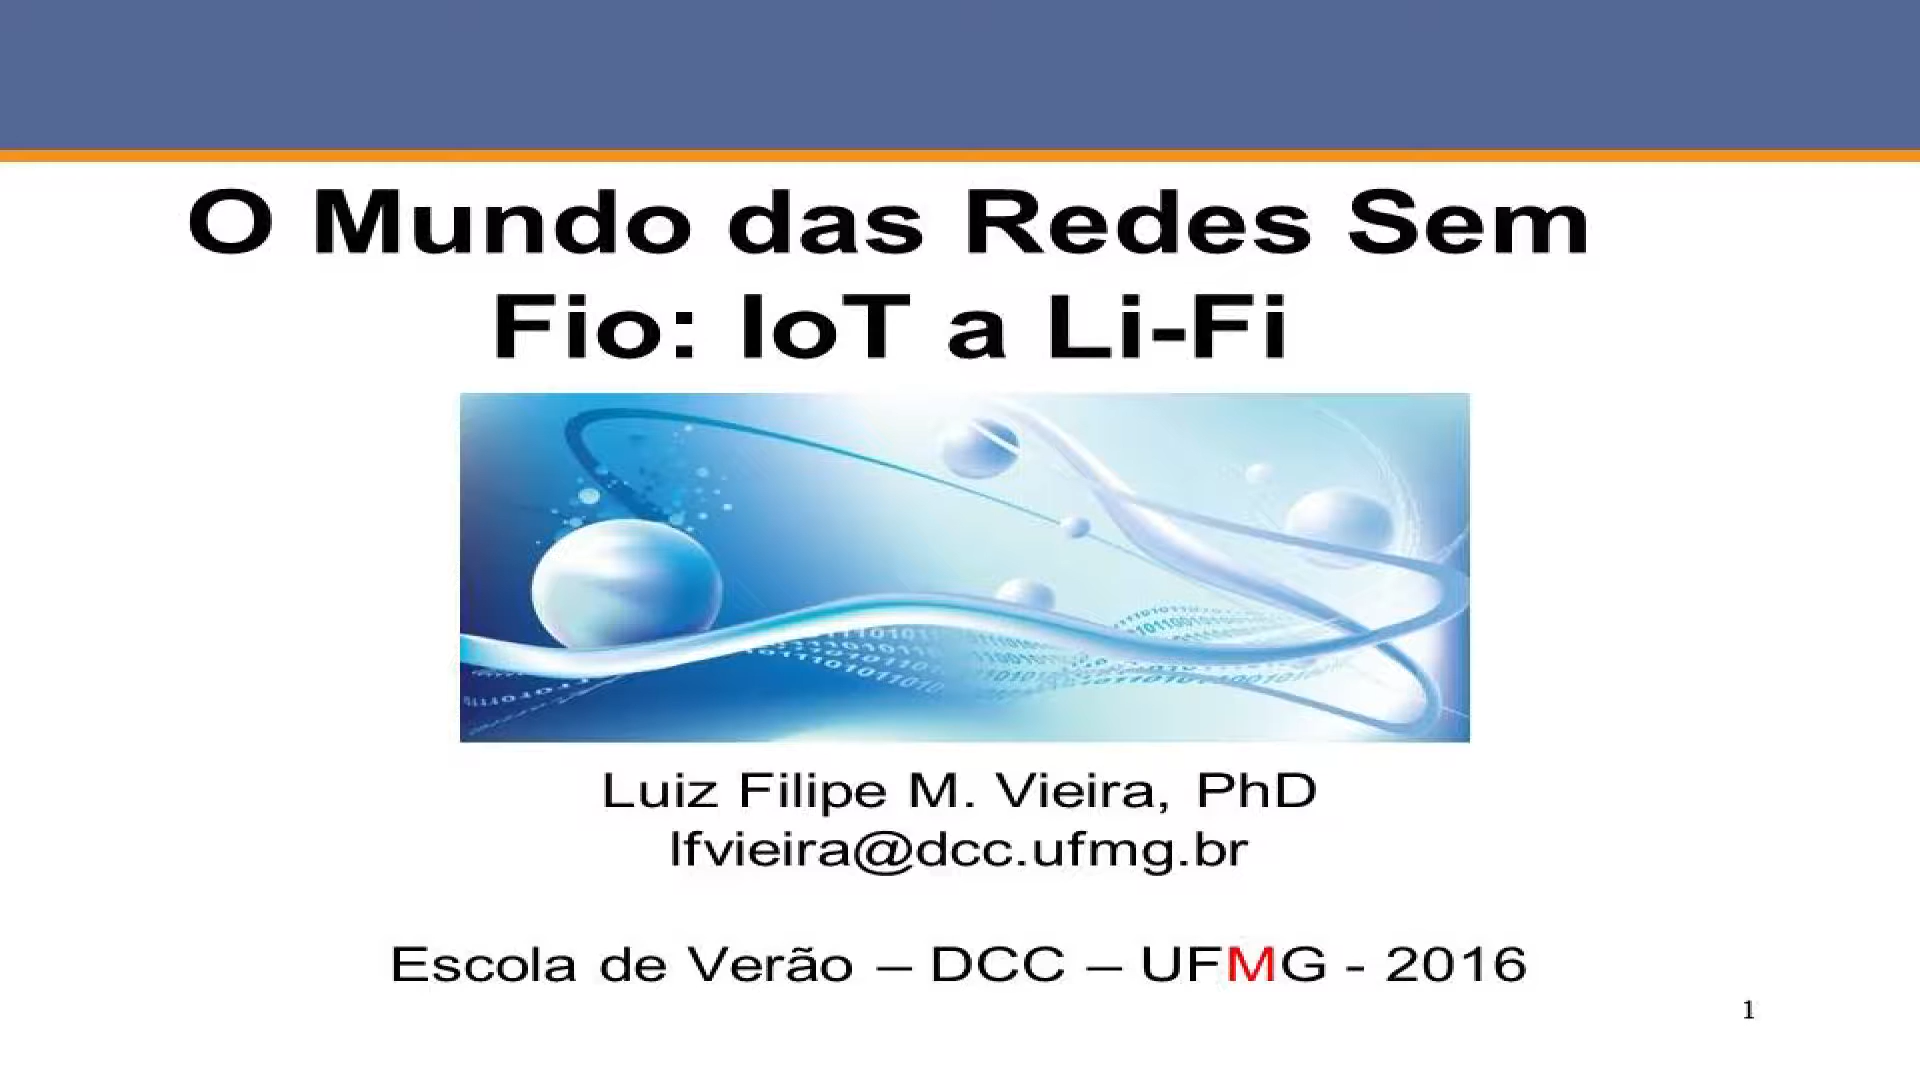 O Mundo das Redes Sem
Fio: IoT a Li-Fi
Luiz Filipe M. Vieira, PhD
lfvieira@dcc.ufmg.br
Escola de Verão – DCC – UFMG - 2016
1